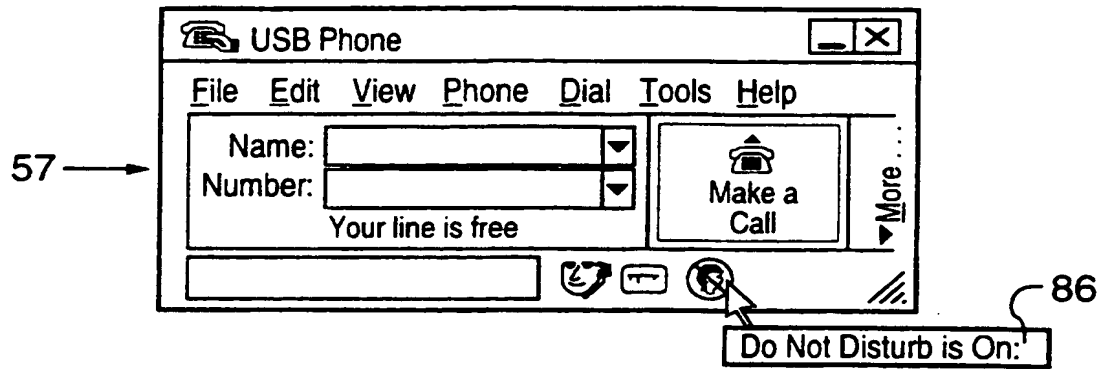 USB Phone
File Edit View Phone Dial Tools Help
57
Name:
Number:
Your line is free
Make a
Call
More...
86
Do Not Disturb is On: